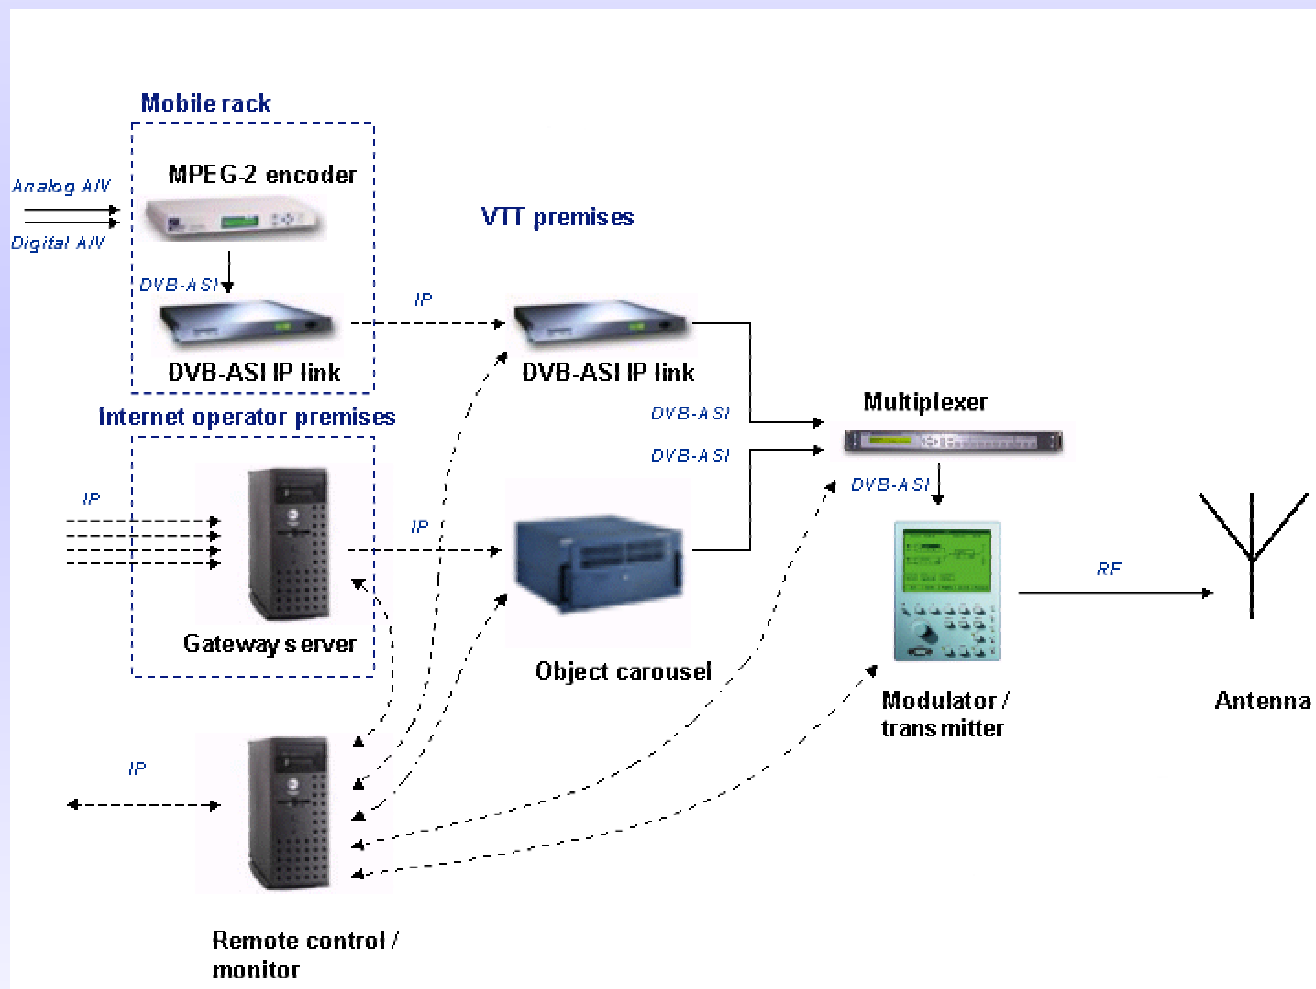 Mobile rack
MPEG-2 encoder
Analog A/V
Digital A/V
VTT premises
DVB-ASI
IP
DVB-ASI IP link
DVB-ASI IP link
Internet operator premises
DVB-ASI
Multiplexer
DVB-ASI
DVB-ASI
IP
IP
RF
Gateway server
Object carousel
Modulator /
transmitter
Antenna
IP
Remote control /
monitor